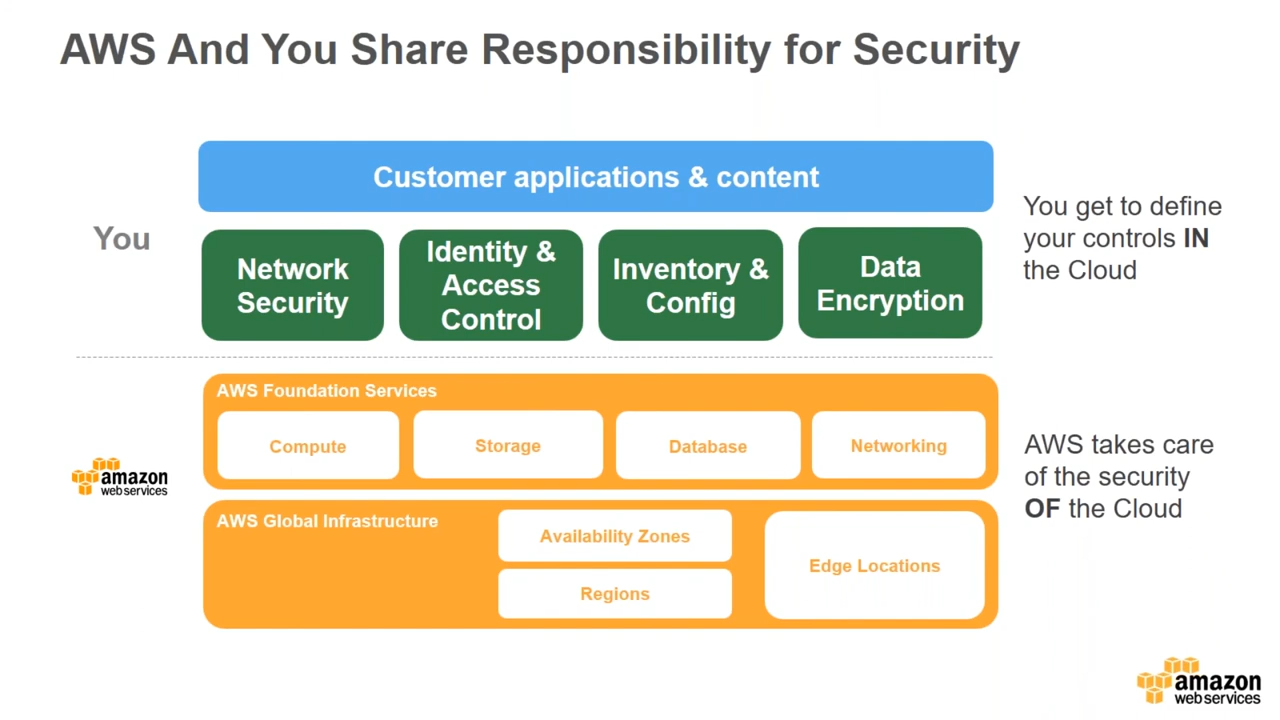 AWS And You Share Responsibility for Security
Customer applications & content
You
Network
Security
Identity &
Access
Control
Inventory &
Config
Data
Encryption
You get to define
your controls IN
the Cloud
AWS Foundation Services
Compute
Storage
Database
Networking
amazon
web services
AWS takes care
of the security
OF the Cloud
AWS Global Infrastructure
Availability Zones
Regions
Edge Locations
amazon
web services